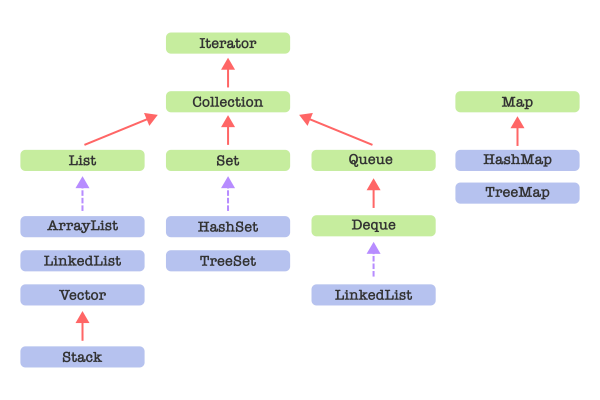 Iterator
Collection
Map
List
Set
Queue
HashMap
TreeMap
ArrayList
HashSet
Deque
LinkedList
TreeSet
Vector
LinkedList
Stack